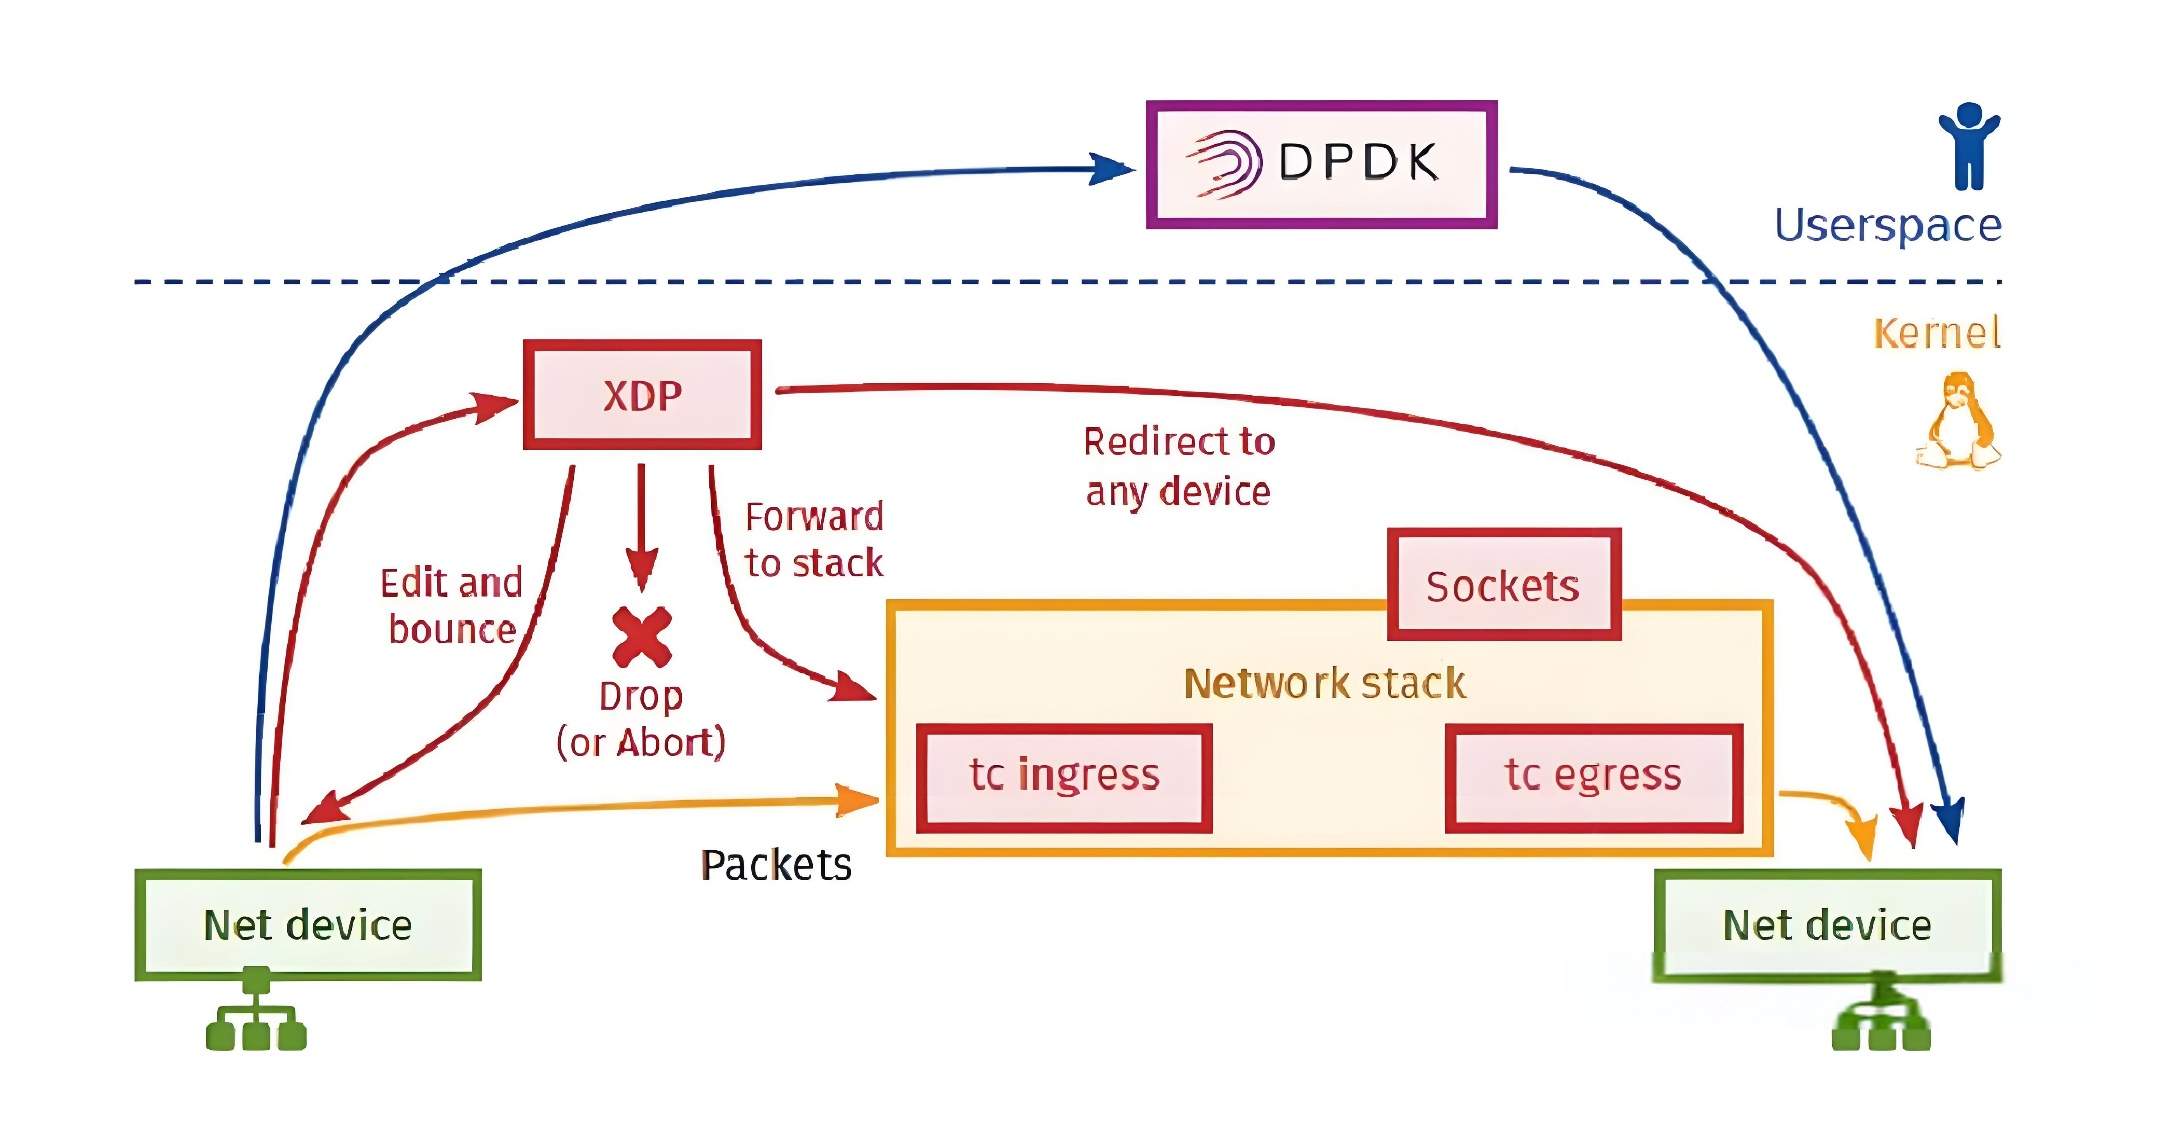 DPDK
Userspace
Kernel
XDP
Redirect to
any device
Forward
to stack
Edit and
bounce
Sockets
Drop
(or Abort)
Network stack
tc ingress
tc egress
Packets
Net device
Net device